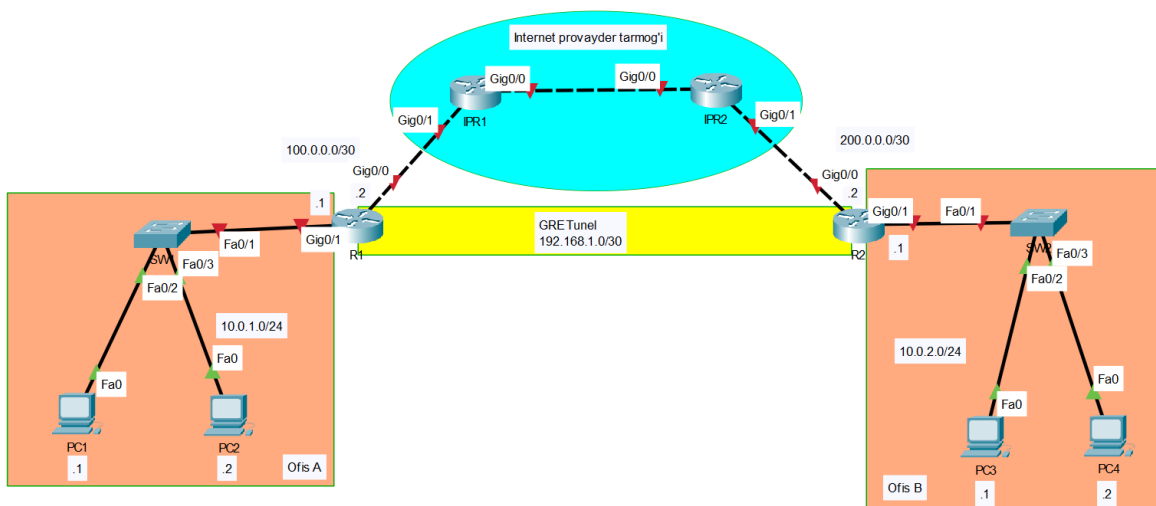 Internet provayder tarmog'i
Gig0/0
Gig0/0
IPR1
IPR2
Gig0/1
Gig0/1
100.0.0.0/30
200.0.0.0/30
Gig0/0
Gig0/0
.1
.2
.2
GRE Tunel
192.168.1.0/30
Gig0/1
Fa0/1
Fa0/1
Gig0/1
R1
R2
.1
SW1
SW2
Fa0/3
Fa0/3
Fa0/2
Fa0/2
10.0.1.0/24
10.0.2.0/24
Fa0
Fa0
Fa0
Fa0
PC1
PC2
PC3
PC4
.1
.2
Ofis A
Ofis B
.1
.2